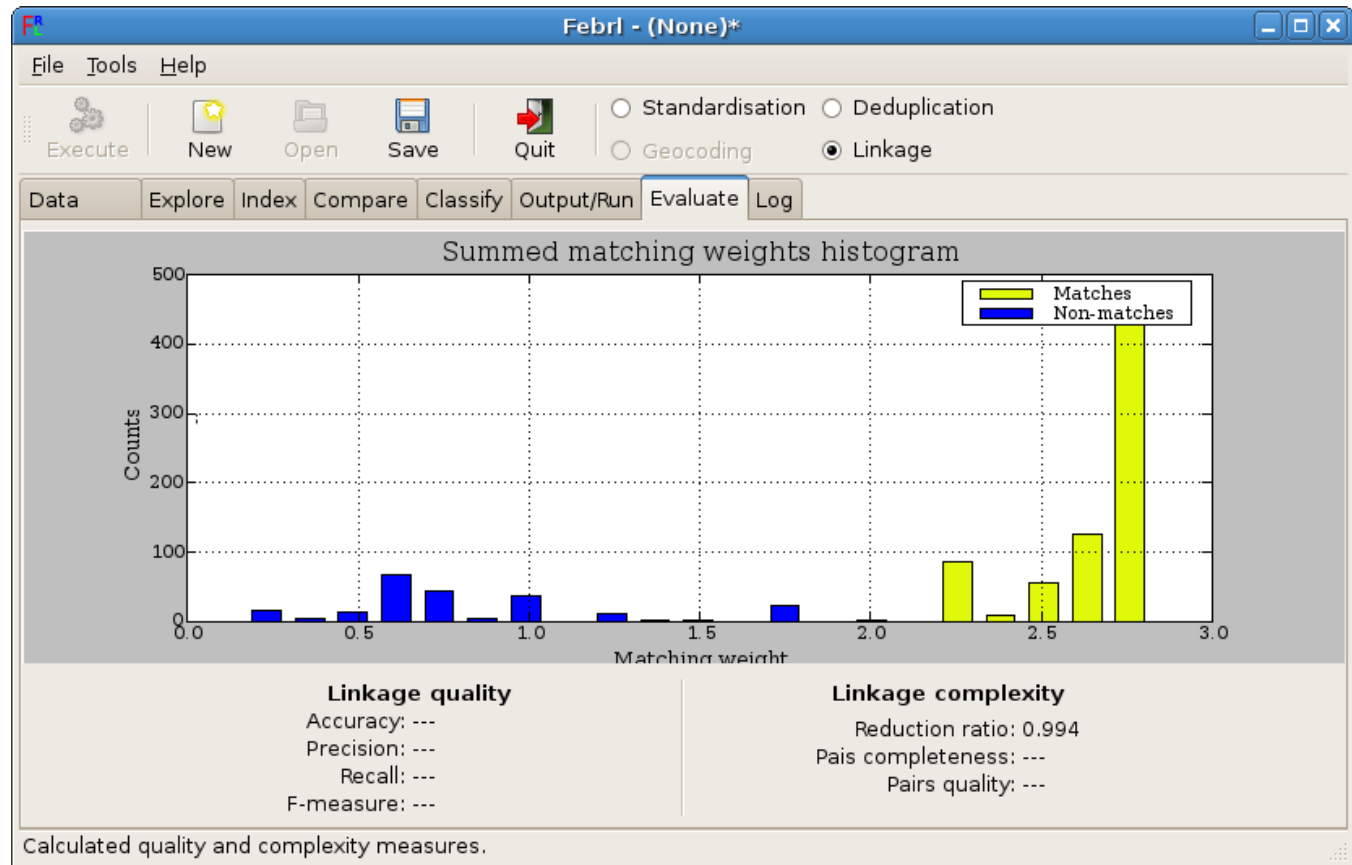 Febrl - (None)*
File Tools Help
Execute New Open Save Quit
Standardisation Deduplication
Geocoding Linkage
Data Explore Index Compare Classify Output/Run Evaluate Log
Summed matching weights histogram
500
400
300
200
100
0
Counts
Matches
Non-matches
0.0 0.5 1.0 1.5 2.0 2.5 3.0
Matching weight
Linkage quality
Accuracy: ---
Precision: ---
Recall: ---
F-measure: ---
Linkage complexity
Reduction ratio: 0.994
Pais completeness: ---
Pairs quality: ---
Calculated quality and complexity measures.